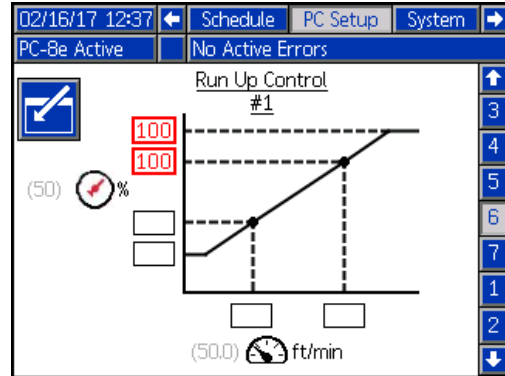 02/16/17 12:37 Schedule PC Setup System
PC-8e Active No Active Errors
Run Up Control
#1
100
100
(50) %
(50.0) ft/min
3
4
5
6
7
1
2